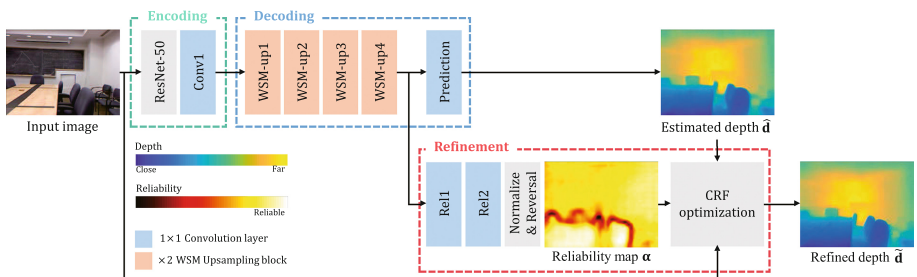 Encoding
Decoding
ResNet-50
Conv1
WSM-up1
WSM-up2
WSM-up3
WSM-up4
Prediction
Input image
Estimated depth d̂
Depth
Close
Far
Reliability
Reliable
1×1 Convolution layer
×2 WSM Upsampling block
Refinement
Rel1
Rel2
Normalize
& Reversal
Reliability map α
CRF
optimization
Refined depth d̃